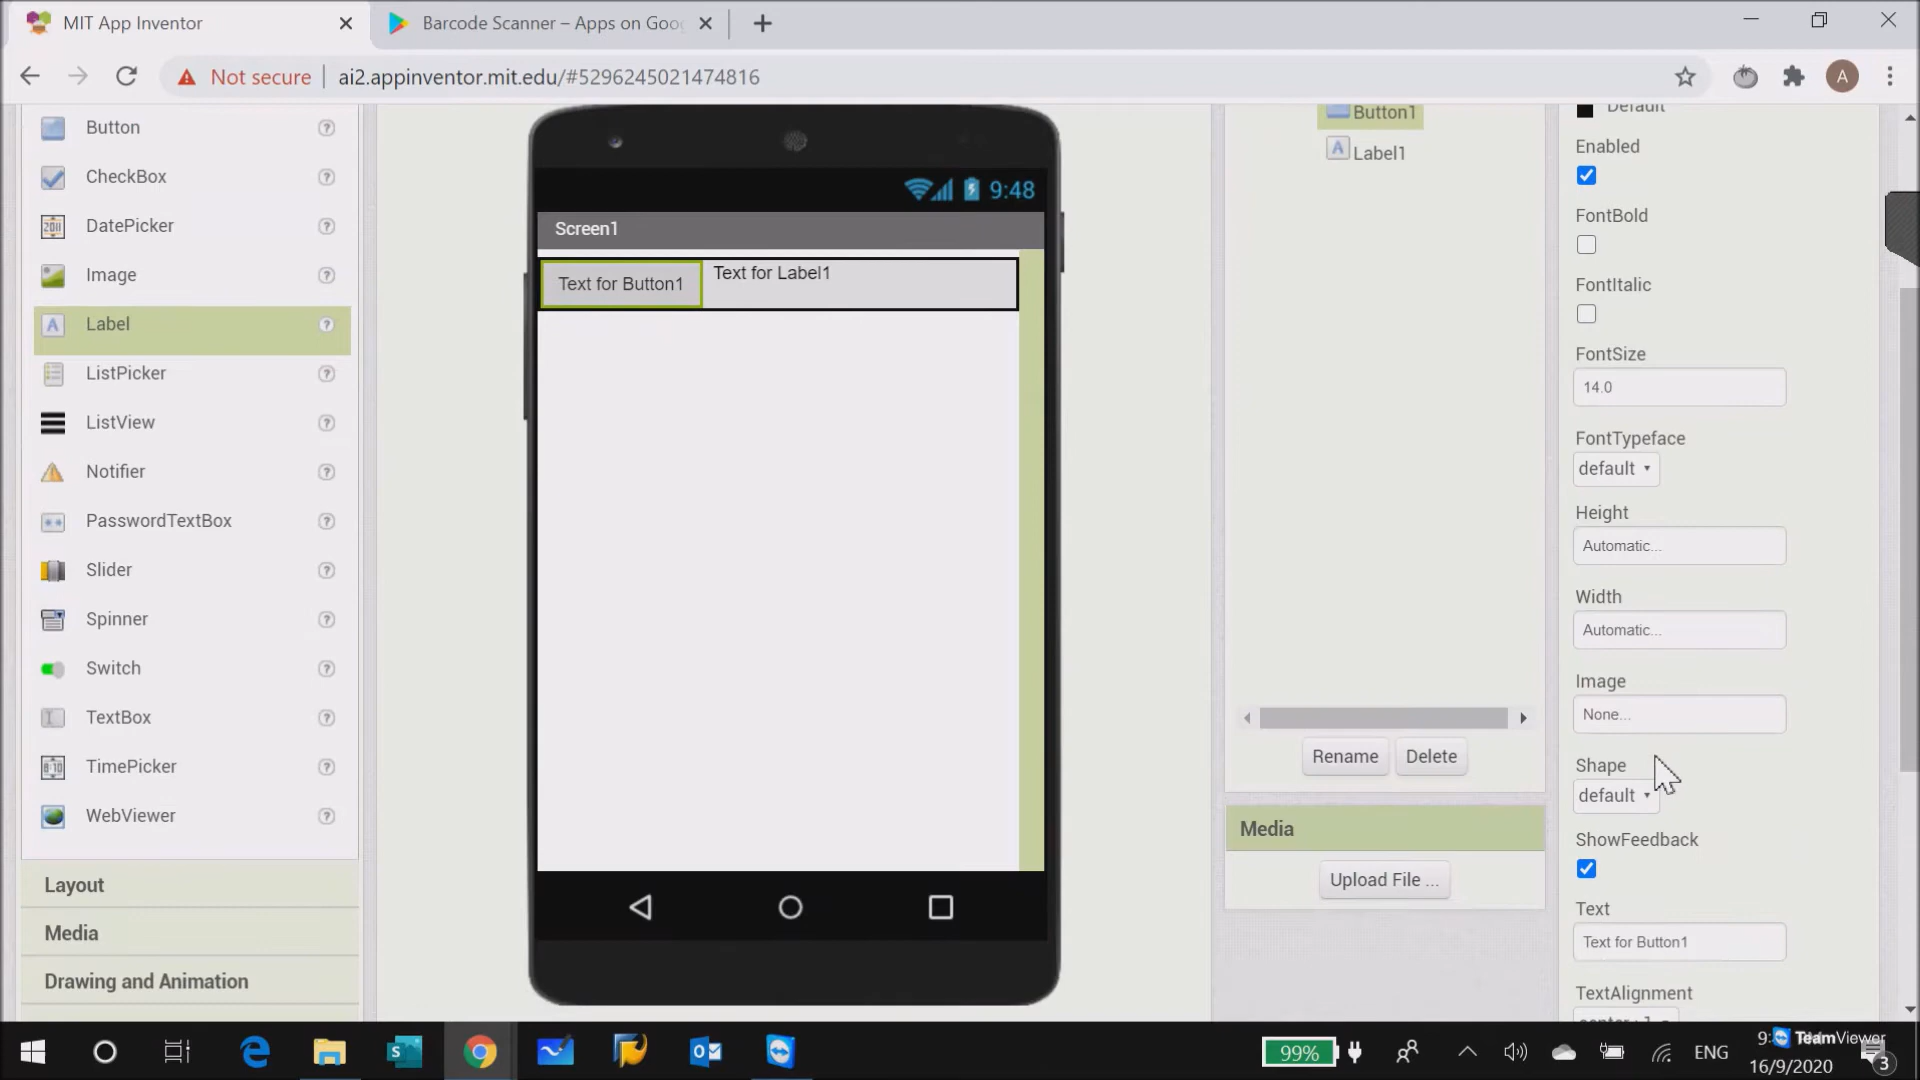 MIT App Inventor
Barcode Scanner – Apps on Goo
Not secure
ai2.appinventor.mit.edu/#5296245021474816
A
Button
CheckBox
DatePicker
Image
Label
ListPicker
ListView
Notifier
PasswordTextBox
Slider
Spinner
Switch
TextBox
TimePicker
WebViewer
Layout
Media
Drawing and Animation
9:48
Screen1
Text for Button1
Text for Label1
Button1
Label1
Rename
Delete
Media
Upload File ...
Default
Enabled
FontBold
FontItalic
FontSize
14.0
FontTypeface
default
Height
Automatic...
Width
Automatic...
Image
None...
Shape
default
ShowFeedback
Text
Text for Button1
TextAlignment
99%
ENG
TeamViewer
16/9/2020
3